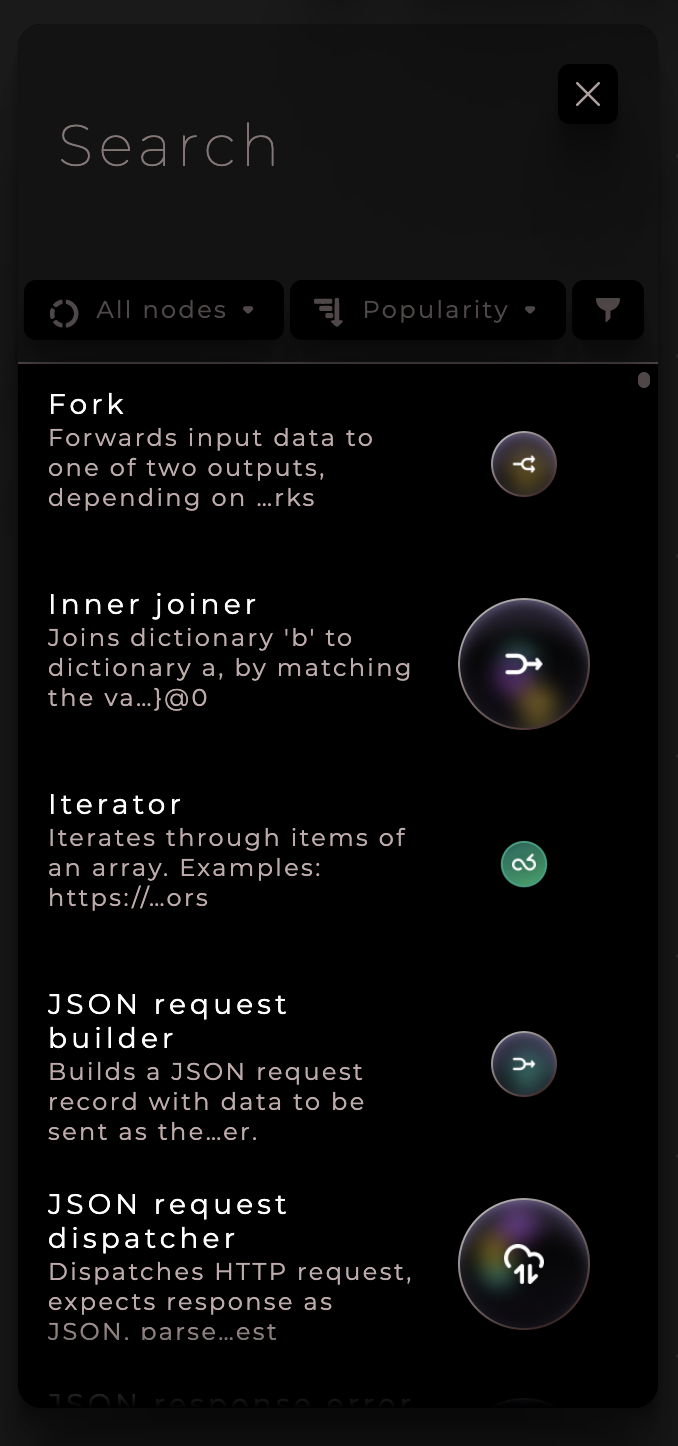 Search
All nodes
Popularity
Fork
Forwards input data to
one of two outputs,
depending on …rks
Inner joiner
Joins dictionary 'b' to
dictionary a, by matching
the va…}@0
Iterator
Iterates through items of
an array. Examples:
https://…ors
JSON request
builder
Builds a JSON request
record with data to be
sent as the…er.
JSON request
dispatcher
Dispatches HTTP request,
expects response as
JSON. parse…est
JSON response error